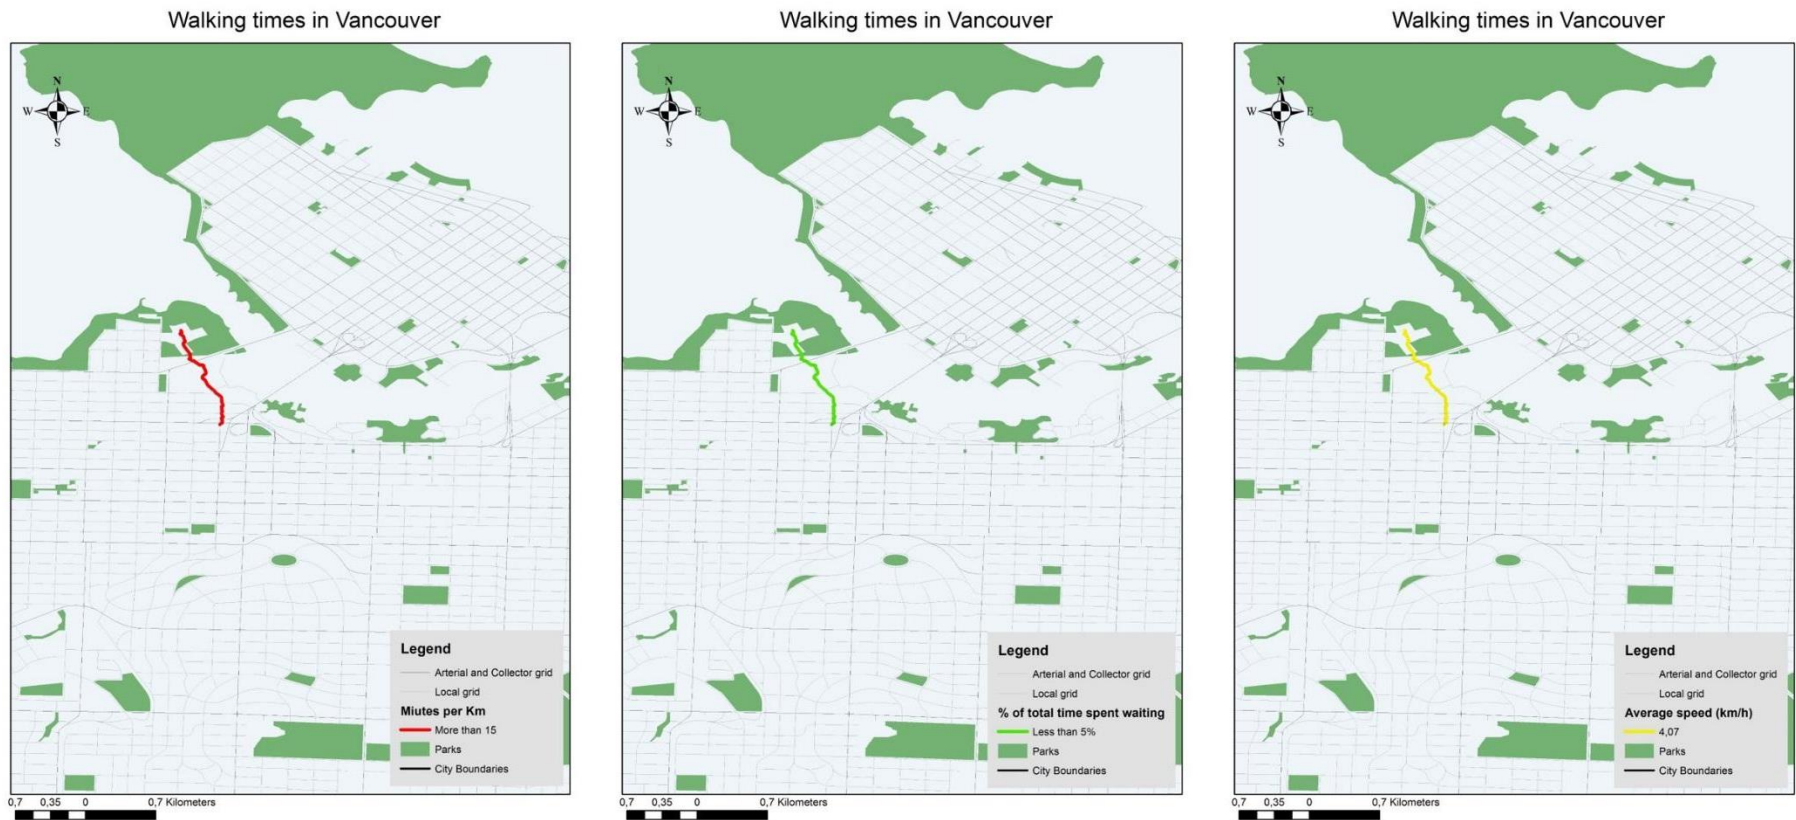 Walking times in Vancouver
N
W E
S
Legend
Arterial and Collector grid
Local grid
Miutes per Km
More than 15
Parks
City Boundaries
0,7 0,35 0 0,7 Kilometers
Walking times in Vancouver
N
W E
S
Legend
Arterial and Collector grid
Local grid
% of total time spent waiting
Less than 5%
Parks
City Boundaries
0,7 0,35 0 0,7 Kilometers
Walking times in Vancouver
N
W E
S
Legend
Arterial and Collector grid
Local grid
Average speed (km/h)
4,07
Parks
City Boundaries
0,7 0,35 0 0,7 Kilometers